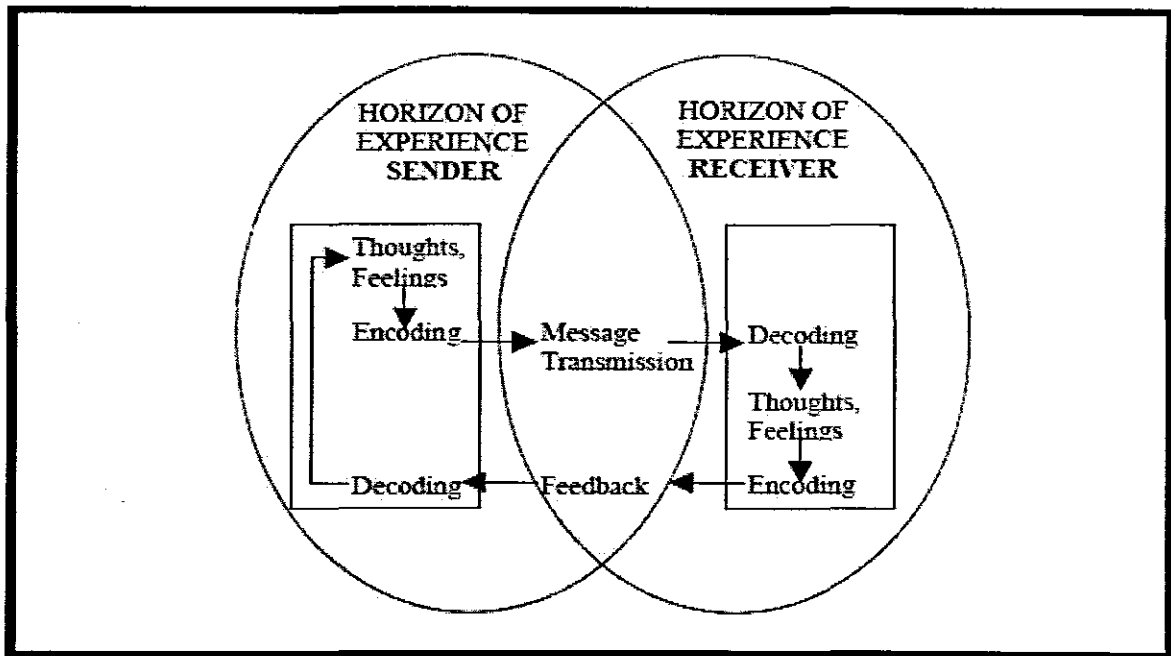 HORIZON OF
EXPERIENCE
SENDER
HORIZON OF
EXPERIENCE
RECEIVER
Thoughts,
Feelings
Encoding
Message
Transmission
Decoding
Thoughts,
Feelings
Decoding
Feedback
Encoding